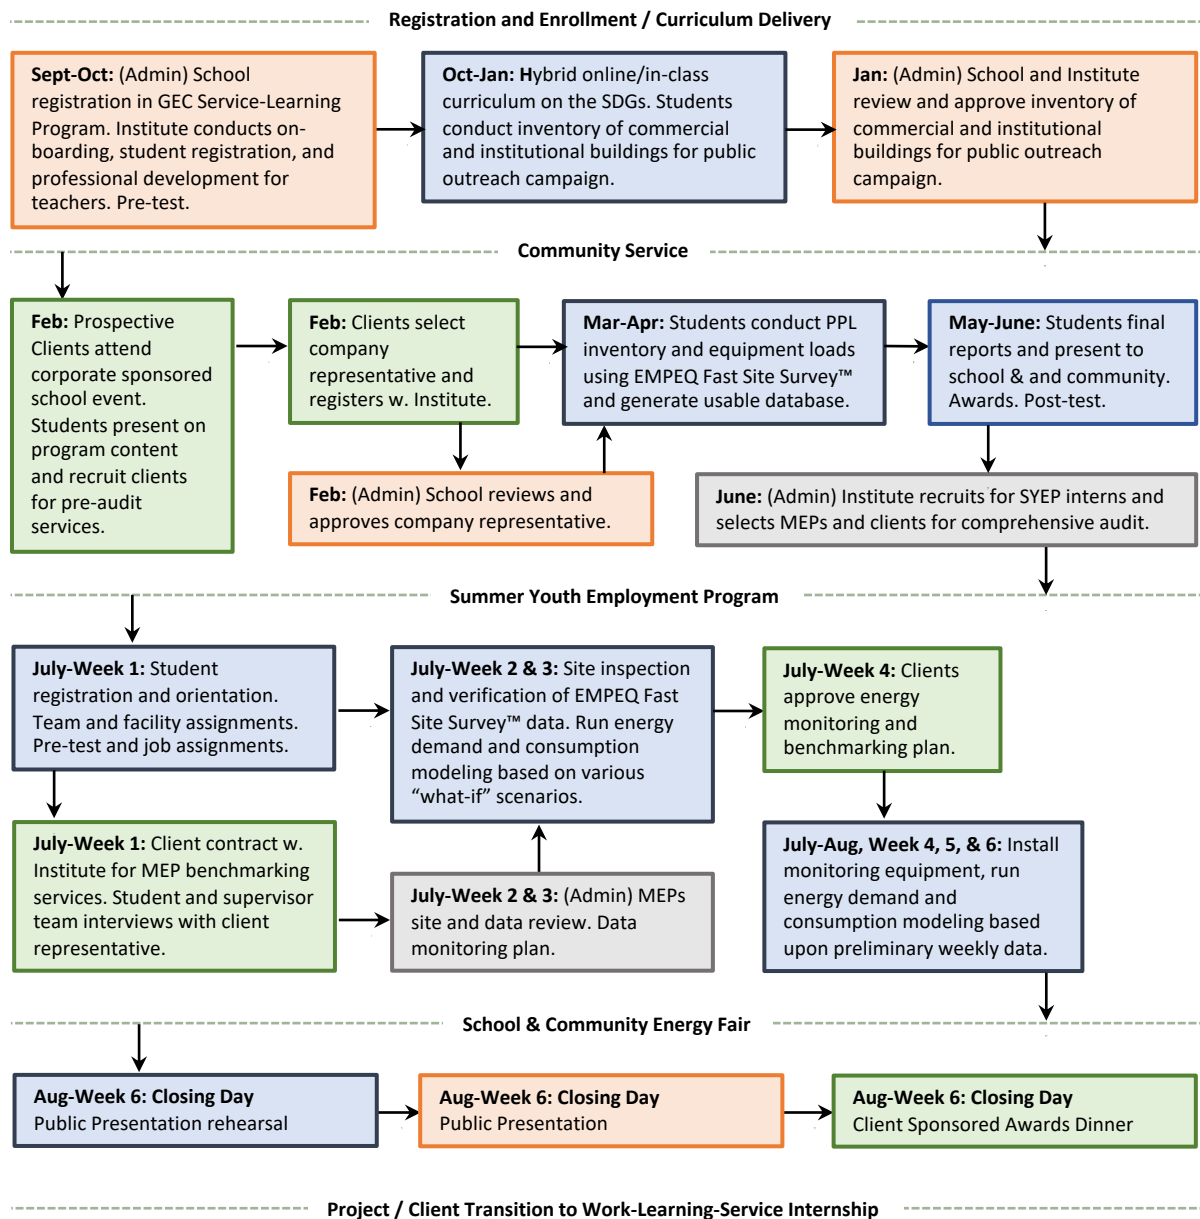 Registration and Enrollment / Curriculum Delivery
Sept-Oct: (Admin) School
registration in GEC Service-Learning
Program. Institute conducts on-
boarding, student registration, and
professional development for
teachers. Pre-test.
Oct-Jan: Hybrid online/in-class
curriculum on the SDGs. Students
conduct inventory of commercial
and institutional buildings for public
outreach campaign.
Jan: (Admin) School and Institute
review and approve inventory of
commercial and institutional
buildings for public outreach
campaign.
Community Service
Feb: Prospective
Clients attend
corporate sponsored
school event.
Students present on
program content
and recruit clients
for pre-audit
services.
Feb: Clients select
company
representative and
registers w. Institute.
Mar-Apr: Students conduct PPL
inventory and equipment loads
using EMPEQ Fast Site Survey™
and generate usable database.
May-June: Students final
reports and present to
school & and community.
Awards. Post-test.
Feb: (Admin) School reviews and
approves company representative.
June: (Admin) Institute recruits for SYEP interns and
selects MEPs and clients for comprehensive audit.
Summer Youth Employment Program
July-Week 1: Student
registration and orientation.
Team and facility assignments.
Pre-test and job assignments.
July-Week 2 & 3: Site inspection
and verification of EMPEQ Fast
Site Survey™ data. Run energy
demand and consumption
modeling based on various
“what-if” scenarios.
July-Week 4: Clients
approve energy
monitoring and
benchmarking plan.
July-Week 1: Client contract w.
Institute for MEP benchmarking
services. Student and supervisor
team interviews with client
representative.
July-Week 2 & 3: (Admin) MEPs
site and data review. Data
monitoring plan.
July-Aug, Week 4, 5, & 6: Install
monitoring equipment, run
energy demand and
consumption modeling based
upon preliminary weekly data.
School & Community Energy Fair
Aug-Week 6: Closing Day
Public Presentation rehearsal
Aug-Week 6: Closing Day
Public Presentation
Aug-Week 6: Closing Day
Client Sponsored Awards Dinner
Project / Client Transition to Work-Learning-Service Internship